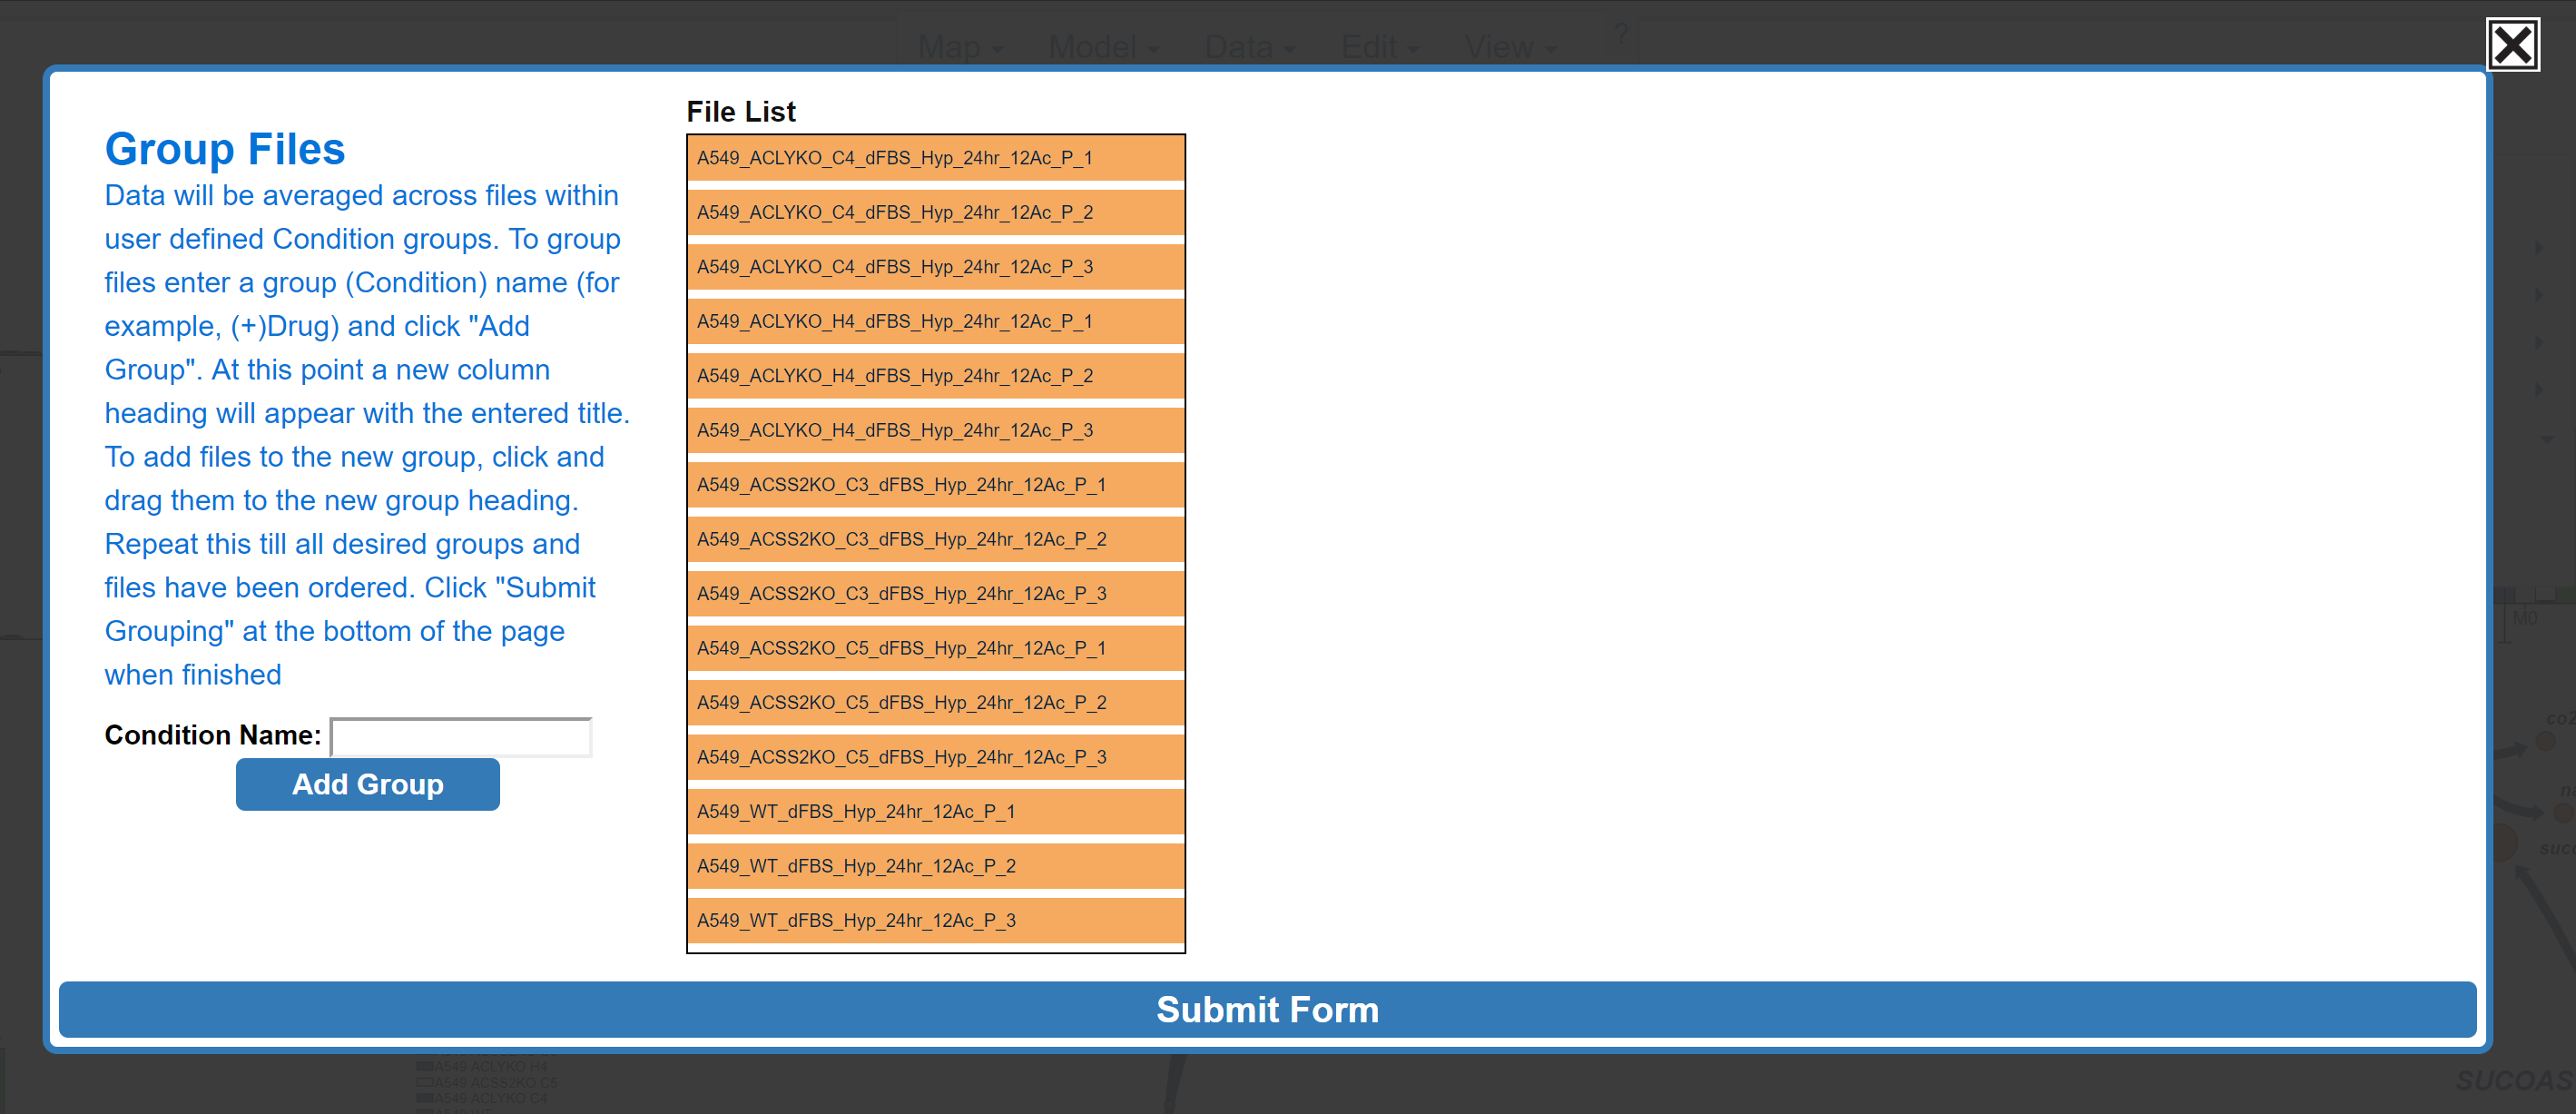 Map Model Data Edit View ?
Group Files
Data will be averaged across files within
user defined Condition groups. To group
files enter a group (Condition) name (for
example, (+)Drug) and click "Add
Group". At this point a new column
heading will appear with the entered title.
To add files to the new group, click and
drag them to the new group heading.
Repeat this till all desired groups and
files have been ordered. Click "Submit
Grouping" at the bottom of the page
when finished
Condition Name:
Add Group
File List
A549_ACLYKO_C4_dFBS_Hyp_24hr_12Ac_P_1
A549_ACLYKO_C4_dFBS_Hyp_24hr_12Ac_P_2
A549_ACLYKO_C4_dFBS_Hyp_24hr_12Ac_P_3
A549_ACLYKO_H4_dFBS_Hyp_24hr_12Ac_P_1
A549_ACLYKO_H4_dFBS_Hyp_24hr_12Ac_P_2
A549_ACLYKO_H4_dFBS_Hyp_24hr_12Ac_P_3
A549_ACSS2KO_C3_dFBS_Hyp_24hr_12Ac_P_1
A549_ACSS2KO_C3_dFBS_Hyp_24hr_12Ac_P_2
A549_ACSS2KO_C3_dFBS_Hyp_24hr_12Ac_P_3
A549_ACSS2KO_C5_dFBS_Hyp_24hr_12Ac_P_1
A549_ACSS2KO_C5_dFBS_Hyp_24hr_12Ac_P_2
A549_ACSS2KO_C5_dFBS_Hyp_24hr_12Ac_P_3
A549_WT_dFBS_Hyp_24hr_12Ac_P_1
A549_WT_dFBS_Hyp_24hr_12Ac_P_2
A549_WT_dFBS_Hyp_24hr_12Ac_P_3
Submit Form
M0
co2
A549 ACLYKO H4
A549 ACSS2KO C5
A549 ACLYKO C4
SUCOAS